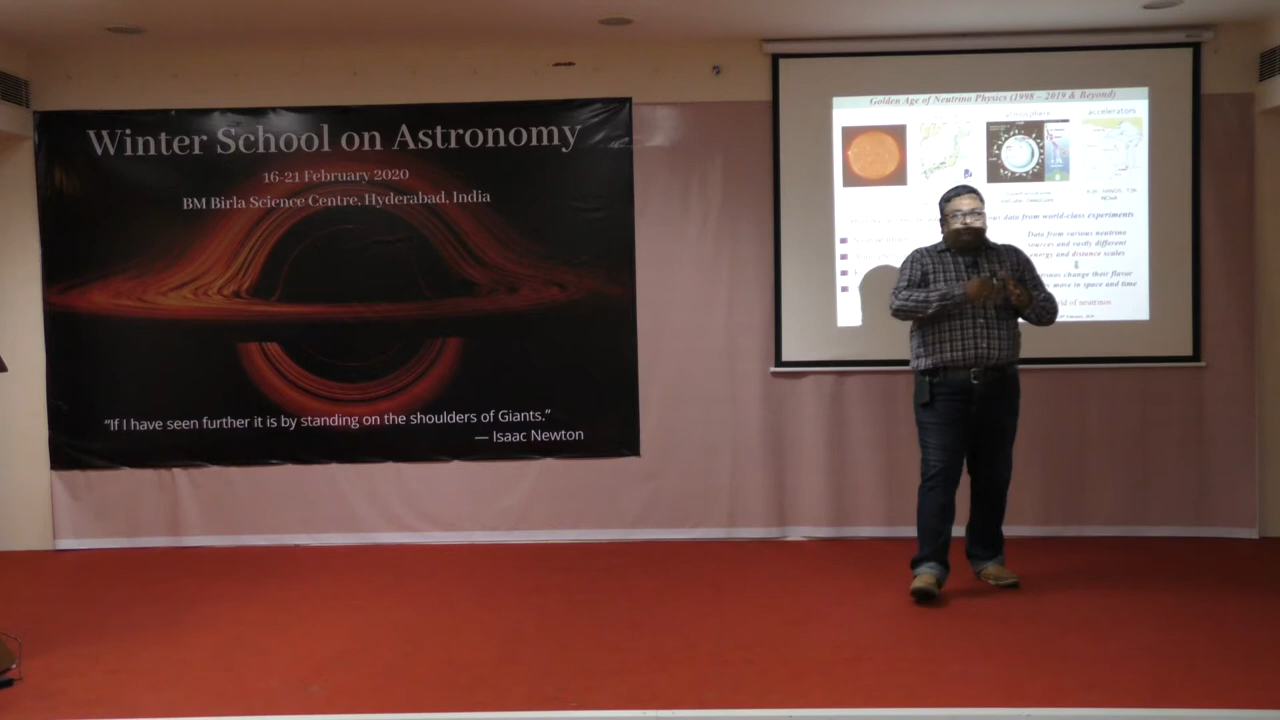 Winter School on Astronomy
16-21 February 2020
BM Birla Science Centre, Hyderabad, India
“If I have seen further it is by standing on the shoulders of Giants.”
— Isaac Newton
Golden Age of Neutrino Physics (1998 – 2019 & Beyond)
atmosphere
accelerators
data from world-class experiments
Data from various neutrino
sources and vastly different
energy and distance scales
change their flavor
move in space and time
of neutrinos